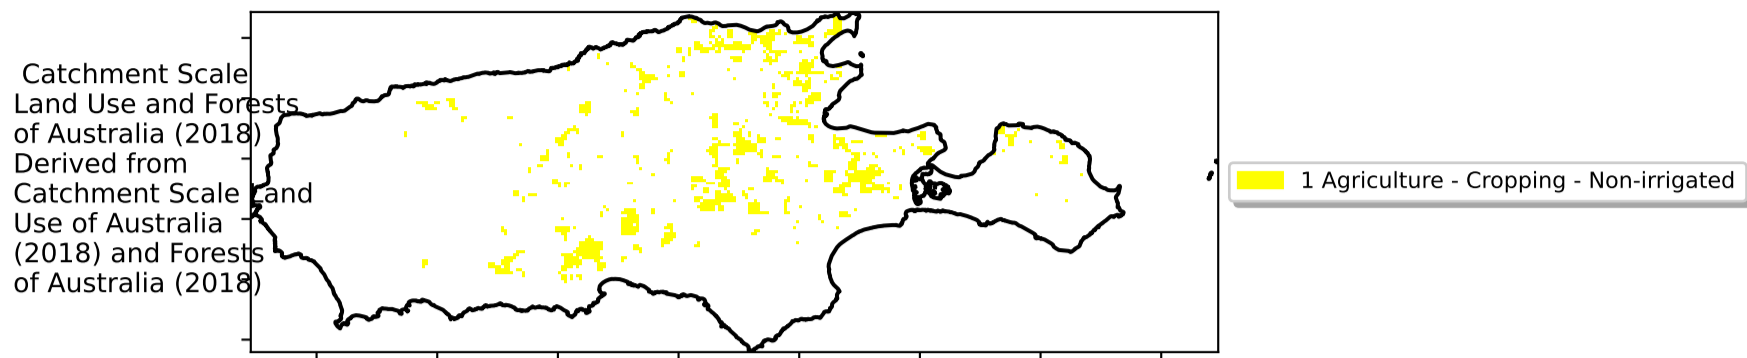 Catchment Scale
Land Use and Forests
of Australia (2018)
Derived from
Catchment Scale Land
Use of Australia
(2018) and Forests
of Australia (2018)
1 Agriculture - Cropping - Non-irrigated